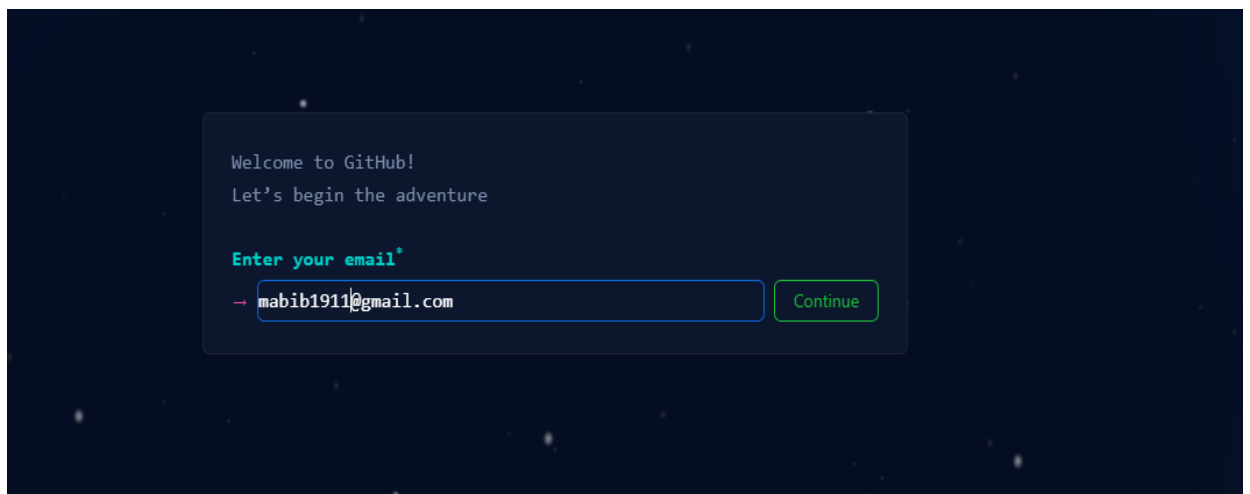 Welcome to GitHub!
Let’s begin the adventure
Enter your email*
→ mabib1911@gmail.com Continue